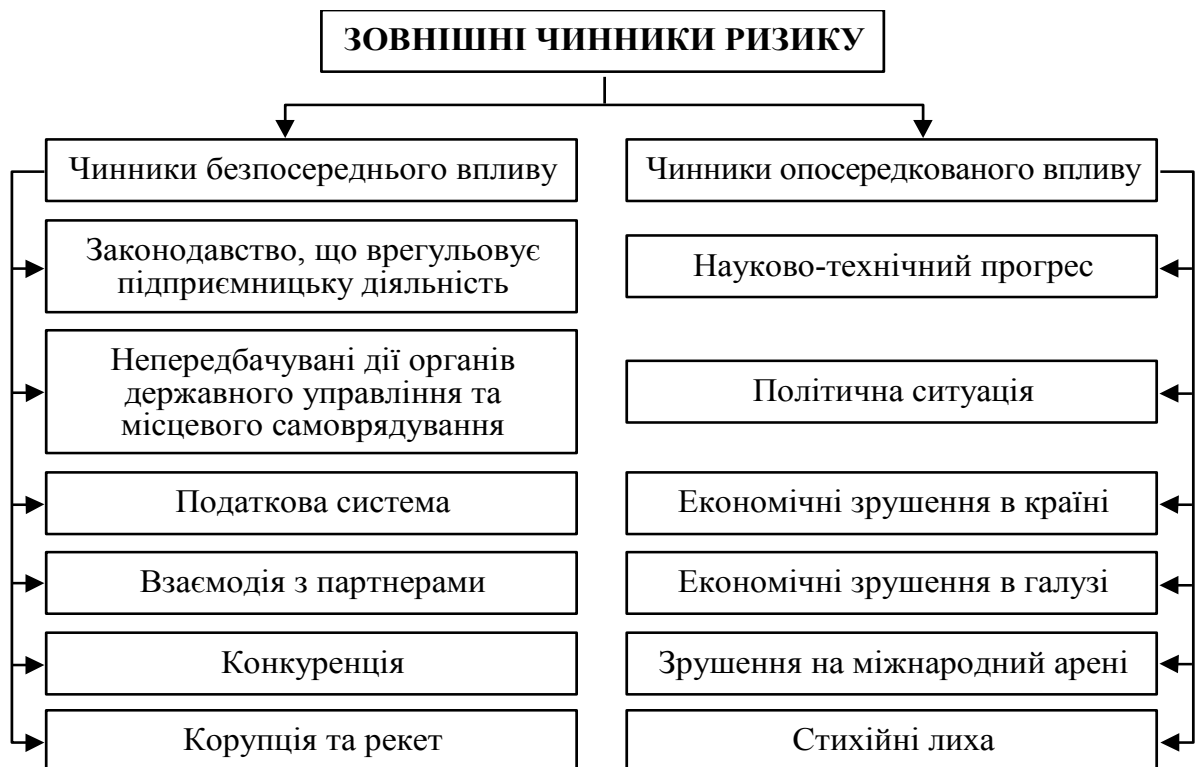 ЗОВНІШНІ ЧИННИКИ РИЗИКУ
Чинники безпосереднього впливу
Законодавство, що врегульовує
підприємницьку діяльність
Непередбачувані дії органів
державного управління та
місцевого самоврядування
Податкова система
Взаємодія з партнерами
Конкуренція
Корупція та рекет
Чинники опосередкованого впливу
Науково-технічний прогрес
Політична ситуація
Економічні зрушення в країні
Економічні зрушення в галузі
Зрушення на міжнародний арені
Стихійні лиха